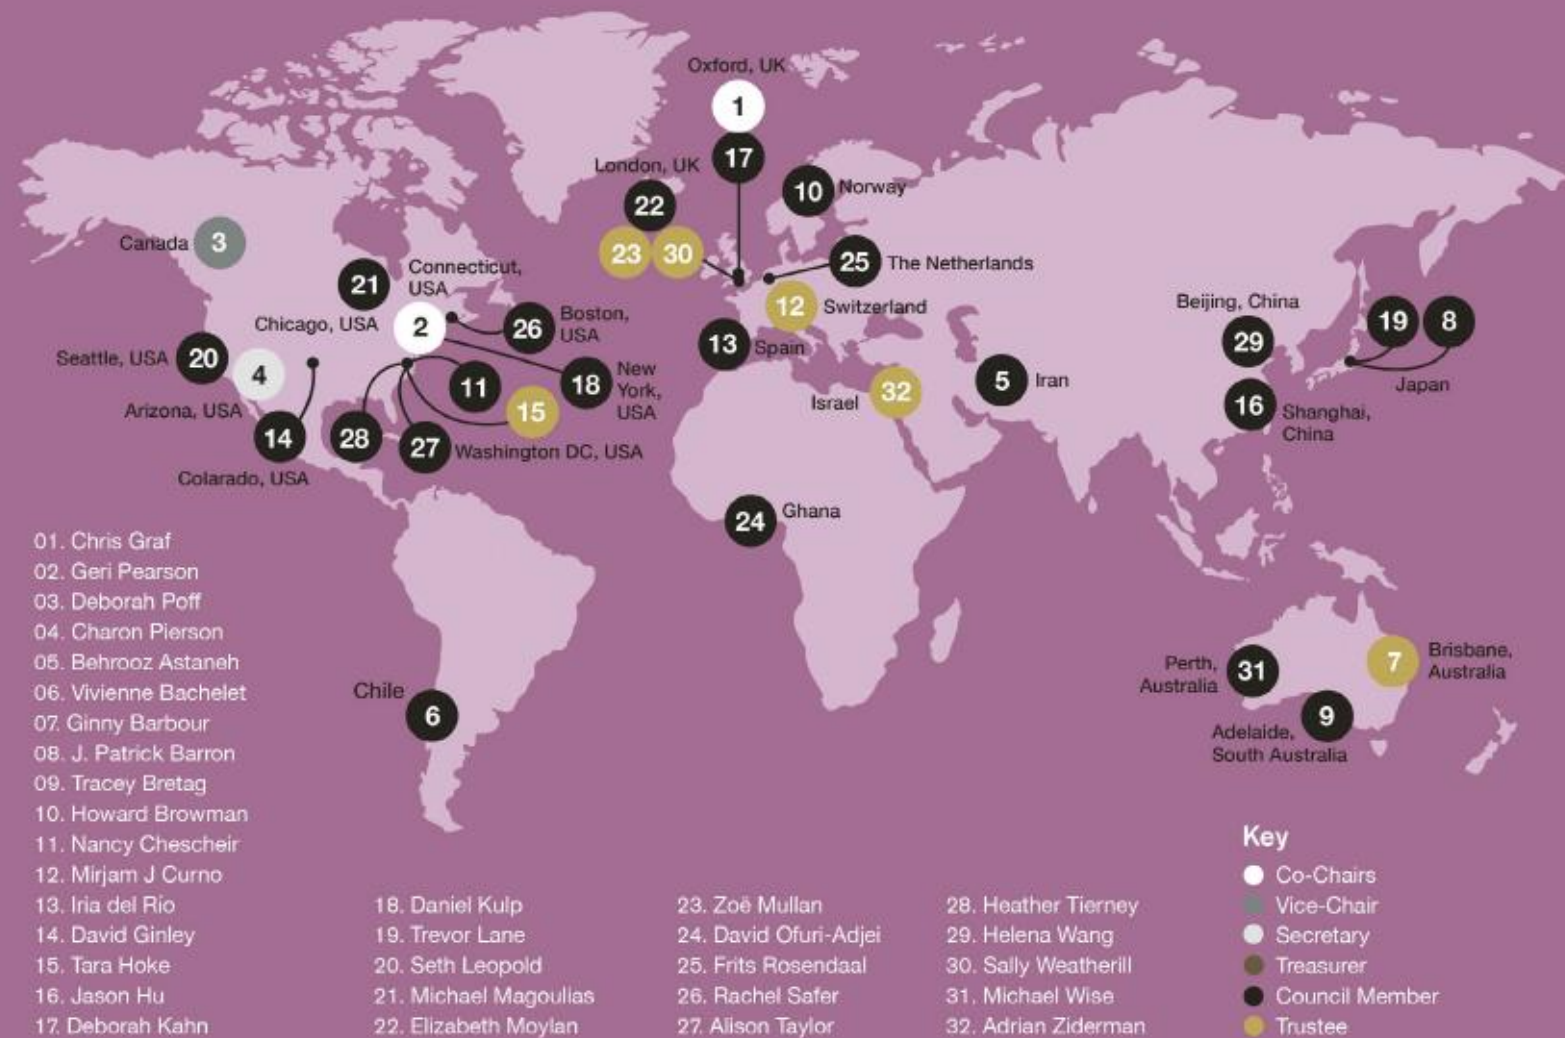 Oxford, UK
1
17
London, UK
22
23
30
10
Norway
Canada
3
25
The Netherlands
21
Connecticut,
USA
Chicago, USA
2
26
Boston,
USA
12
Switzerland
13
Spain
Beijing, China
29
19
8
Japan
Seattle, USA
20
4
Arizona, USA
11
18
New
York,
USA
15
5
Iran
32
Israel
16
Shanghai,
China
14
28
27
Washington DC, USA
Colarado, USA
24
Ghana
Chile
6
Perth,
Australia
31
7
Brisbane,
Australia
9
Adelaide,
South Australia
01. Chris Graf
02. Geri Pearson
03. Deborah Poff
04. Charon Pierson
05. Behrooz Astaneh
06. Vivienne Bachelet
07. Ginny Barbour
08. J. Patrick Barron
09. Tracey Bretag
10. Howard Browman
11. Nancy Chescheir
12. Mirjam J Curno
13. Iria del Río
14. David Ginley
15. Tara Hoke
16. Jason Hu
17. Deborah Kahn
18. Daniel Kulp
19. Trevor Lane
20. Seth Leopold
21. Michael Magoulias
22. Elizabeth Moylan
23. Zoë Mullan
24. David Ofuri-Adjei
25. Frits Rosendaal
26. Rachel Safer
27. Alison Taylor
28. Heather Tierney
29. Helena Wang
30. Sally Weatherill
31. Michael Wise
32. Adrian Ziderman
Key
Co-Chairs
Vice-Chair
Secretary
Treasurer
Council Member
Trustee